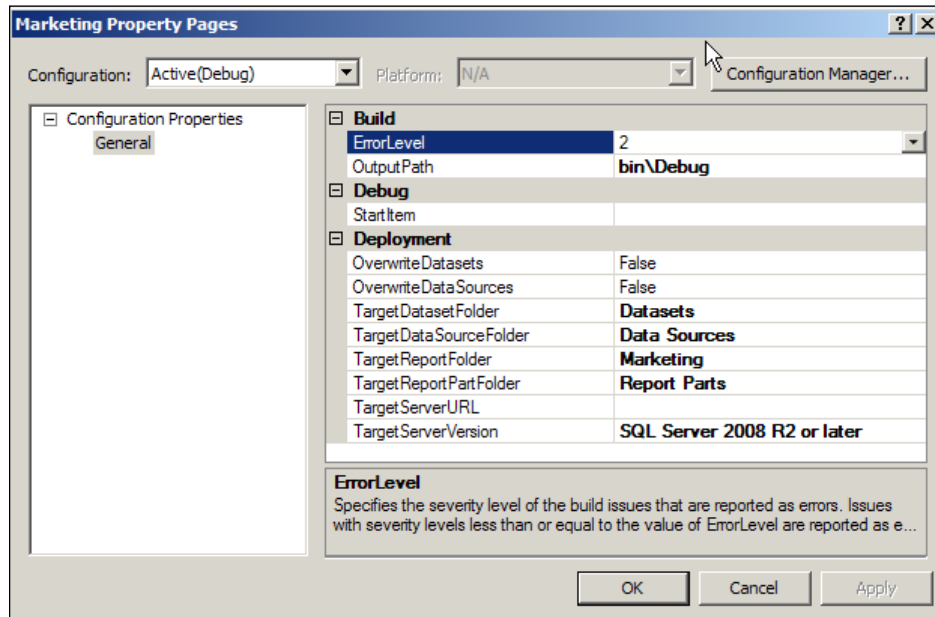 Marketing Property Pages
Configuration: Active(Debug) Platform: N/A Configuration Manager...
Configuration Properties
General
Build
ErrorLevel 2
OutputPath bin\Debug
Debug
StartItem
Deployment
OverwriteDatasets False
OverwriteDataSources False
TargetDatasetFolder Datasets
TargetDataSourceFolder Data Sources
TargetReportFolder Marketing
TargetReportPartFolder Report Parts
TargetServerURL
TargetServerVersion SQL Server 2008 R2 or later
ErrorLevel
Specifies the severity level of the build issues that are reported as errors. Issues
with severity levels less than or equal to the value of ErrorLevel are reported as e...
OK Cancel Apply